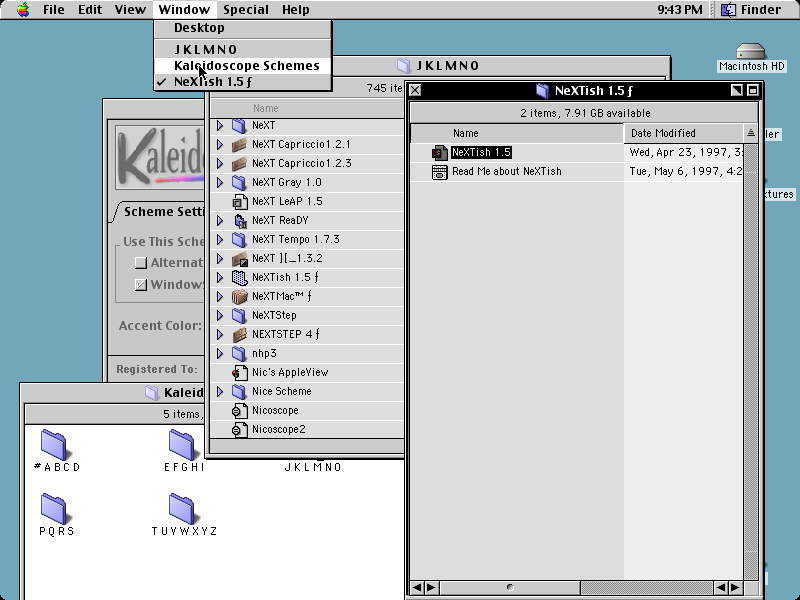 File Edit View Window Special Help 9:43 PM Finder
Desktop
JKLMNO
Kaleidoscope Schemes
✓ NeXTish 1.5 ƒ
Macintosh HD
JKLMNO
745 ite
Name
NeXT
NeXT Capriccio1.2.1
NeXT Capriccio1.2.3
NeXT Gray 1.0
NeXT LeAP 1.5
NeXT ReaDY
NeXT Tempo 1.7.3
NeXT ][_1.3.2
NeXTish 1.5 ƒ
NeXTMac™ ƒ
NeXTStep
NEXTSTEP 4 ƒ
nhp3
Nic's AppleView
Nice Scheme
Nicoscope
Nicoscope2
NeXTish 1.5 ƒ
2 items, 7.91 GB available
Name Date Modified
NeXTish 1.5 Wed, Apr 23, 1997, 3:
Read Me about NeXTish Tue, May 6, 1997, 4:2
ler
tures
Kaleid
Scheme Setti
Use This Sche
Alternat
Window
Accent Color:
Registered To:
Kaleid
5 items,
#ABCD EFGHI JKLMNO
PQRS TUVWXYZ